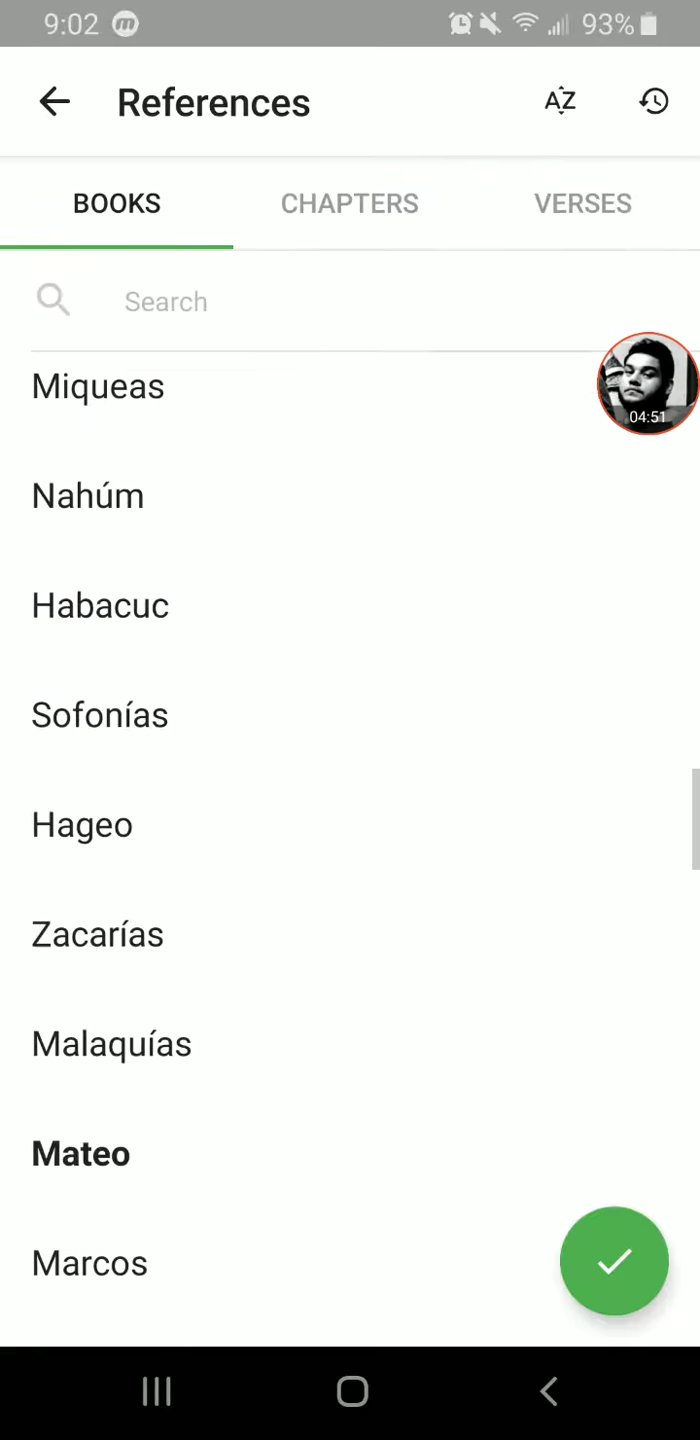 9:02 93%
References AZ
BOOKS CHAPTERS VERSES
Search
Miqueas
04:51
Nahúm
Habacuc
Sofonías
Hageo
Zacarías
Malaquías
Mateo
Marcos